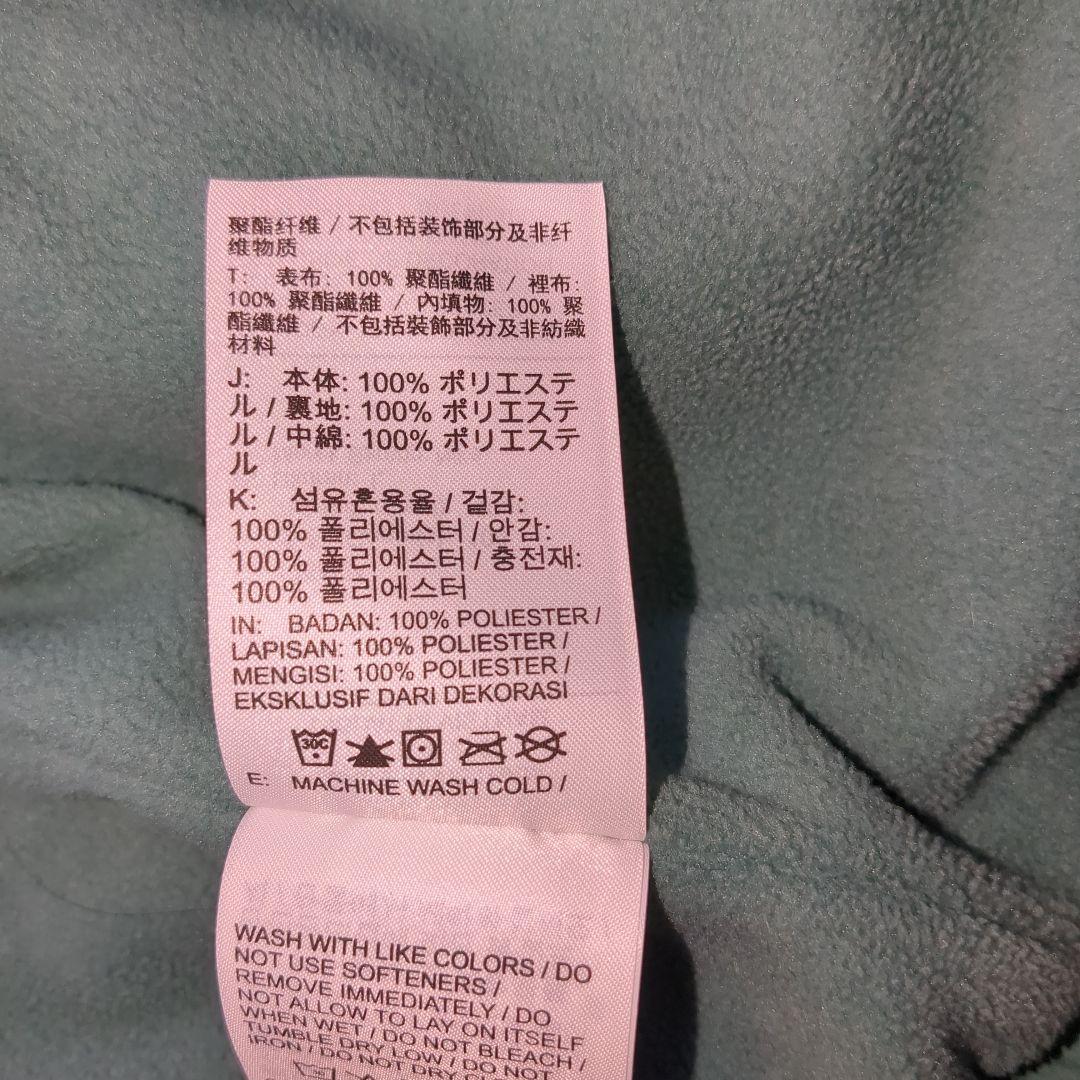 聚酯纤维 / 不包括装饰部分及非纤
维物质
T: 表布: 100% 聚酯纖維 / 裡布:
100% 聚酯纖維 / 內填物: 100% 聚
酯纖維 / 不包括裝飾部分及非紡織
材料
J: 本体: 100% ポリエステ
ル / 裏地: 100% ポリエステ
ル / 中綿: 100% ポリエステ
ル
K: 섬유혼용율 / 겉감:
100% 폴리에스터 / 안감:
100% 폴리에스터 / 충전재:
100% 폴리에스터
IN: BADAN: 100% POLIESTER /
LAPISAN: 100% POLIESTER /
MENGISI: 100% POLIESTER /
EKSKLUSIF DARI DEKORASI
30C
E: MACHINE WASH COLD /
WASH WITH LIKE COLORS / DO
NOT USE SOFTENERS /
REMOVE IMMEDIATELY / DO
NOT ALLOW TO LAY ON ITSELF
WHEN WET / DO NOT BLEACH /
TUMBLE DRY LOW / DO NOT
IRON / DO NOT DRY